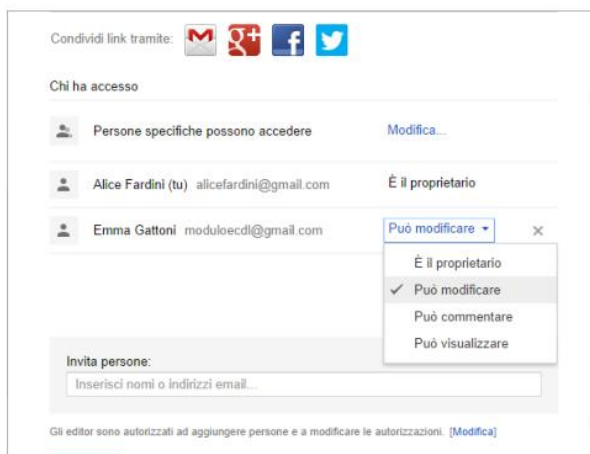 Condividi link tramite:
Chi ha accesso
Persone specifiche possono accedere Modifica...
Alice Fardini (tu) alicefardini@gmail.com È il proprietario
Emma Gattoni moduloecdl@gmail.com Può modificare
È il proprietario
Può modificare
Può commentare
Può visualizzare
Invita persone:
Inserisci nomi o indirizzi email...
Gli editor sono autorizzati ad aggiungere persone e a modificare le autorizzazioni. [Modifica]